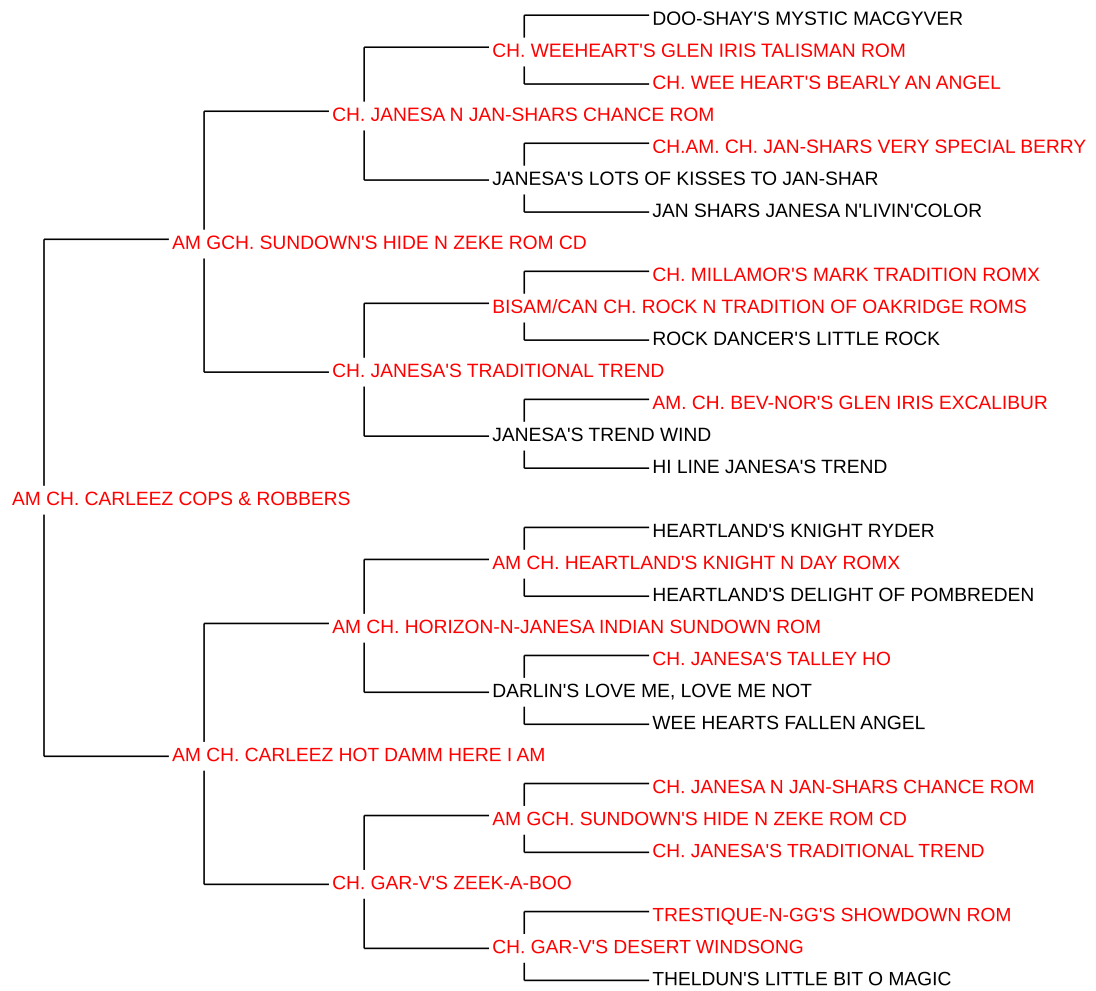 DOO-SHAY'S MYSTIC MACGYVER
CH. WEEHEART'S GLEN IRIS TALISMAN ROM
CH. WEE HEART'S BEARLY AN ANGEL
CH. JANESA N JAN-SHARS CHANCE ROM
CH.AM. CH. JAN-SHARS VERY SPECIAL BERRY
JANESA'S LOTS OF KISSES TO JAN-SHAR
JAN SHARS JANESA N'LIVIN'COLOR
AM GCH. SUNDOWN'S HIDE N ZEKE ROM CD
CH. MILLAMOR'S MARK TRADITION ROMX
BISAM/CAN CH. ROCK N TRADITION OF OAKRIDGE ROMS
ROCK DANCER'S LITTLE ROCK
CH. JANESA'S TRADITIONAL TREND
AM. CH. BEV-NOR'S GLEN IRIS EXCALIBUR
JANESA'S TREND WIND
HI LINE JANESA'S TREND
AM CH. CARLEEZ COPS & ROBBERS
HEARTLAND'S KNIGHT RYDER
AM CH. HEARTLAND'S KNIGHT N DAY ROMX
HEARTLAND'S DELIGHT OF POMBREDEN
AM CH. HORIZON-N-JANESA INDIAN SUNDOWN ROM
CH. JANESA'S TALLEY HO
DARLIN'S LOVE ME, LOVE ME NOT
WEE HEARTS FALLEN ANGEL
AM CH. CARLEEZ HOT DAMM HERE I AM
CH. JANESA N JAN-SHARS CHANCE ROM
AM GCH. SUNDOWN'S HIDE N ZEKE ROM CD
CH. JANESA'S TRADITIONAL TREND
CH. GAR-V'S ZEEK-A-BOO
TRESTIQUE-N-GG'S SHOWDOWN ROM
CH. GAR-V'S DESERT WINDSONG
THELDUN'S LITTLE BIT O MAGIC